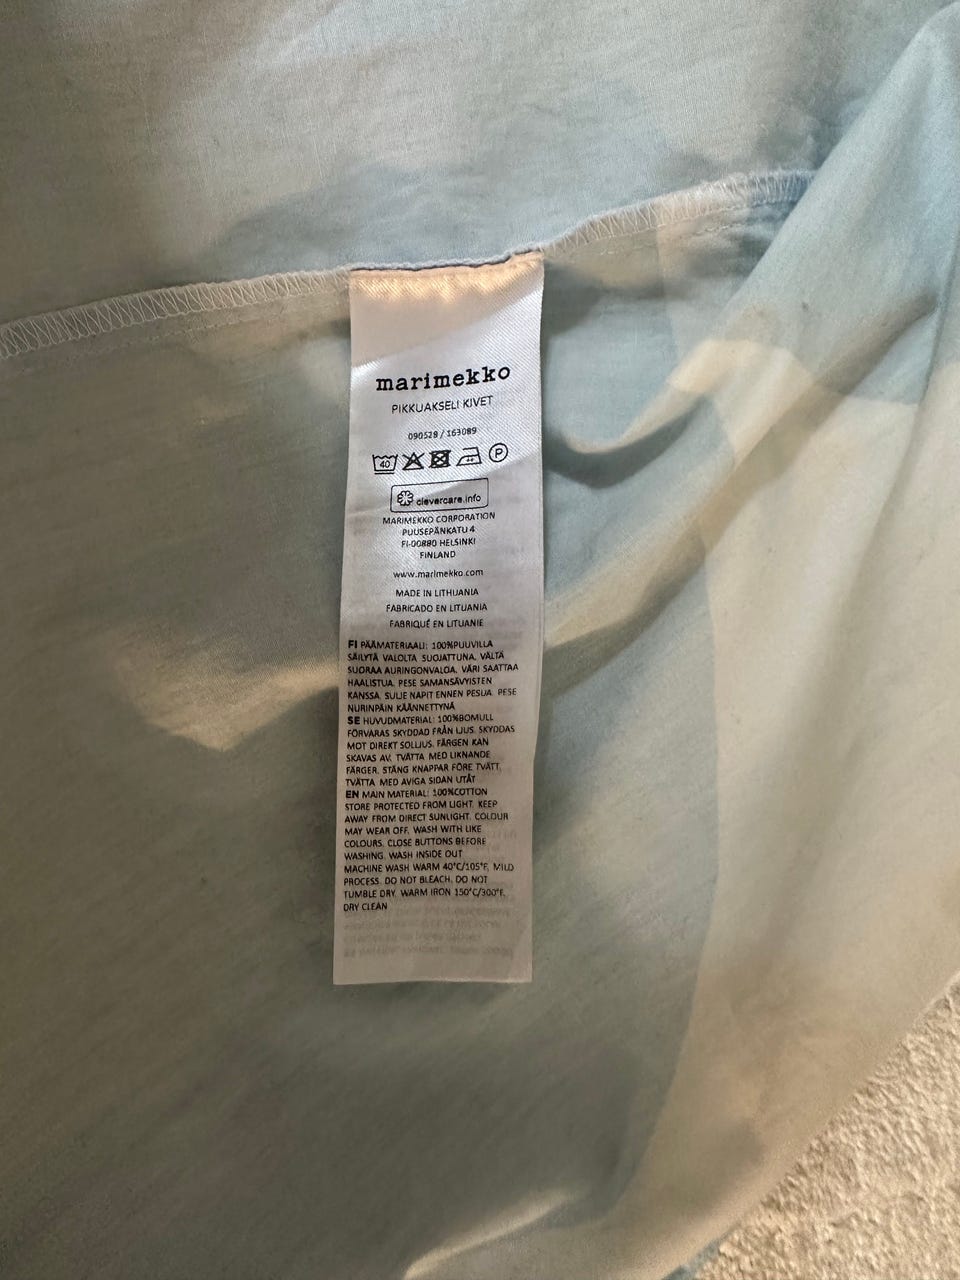 marimekko
PIKKUAKSELI KIVET
090529 / 163089
40 P
clevercare.info
MARIMEKKO CORPORATION
PUUSEPÄNKATU 4
FI-00880 HELSINKI
FINLAND
www.marimekko.com
MADE IN LITHUANIA
FABRICADO EN LITUANIA
FABRIQUÉ EN LITUANIE
FI PÄÄMATERIAALI: 100%PUUVILLA
SÄILYTÄ VALOLTA SUOJATTUNA. VÄLTÄ
SUORAA AURINGONVALOA. VÄRI SAATTAA
HAALISTUA. PESE SAMANSÄVYISTEN
KANSSA. SULJE NAPIT ENNEN PESUA. PESE
NURINPÄIN KÄÄNNETTYNÄ
SE HUVUDMATERIAL: 100%BOMULL
FÖRVARAS SKYDDAD FRÅN LJUS. SKYDDAS
MOT DIREKT SOLLJUS. FÄRGEN KAN
SKAVAS AV. TVÄTTA MED LIKNANDE
FÄRGER. STÄNG KNAPPAR FÖRE TVÄTT.
TVÄTTA MED AVIGA SIDAN UTÅT
EN MAIN MATERIAL: 100%COTTON
STORE PROTECTED FROM LIGHT. KEEP
AWAY FROM DIRECT SUNLIGHT. COLOUR
MAY WEAR OFF. WASH WITH LIKE
COLOURS. CLOSE BUTTONS BEFORE
WASHING. WASH INSIDE OUT
MACHINE WASH WARM 40°C/105°F, MILD
PROCESS. DO NOT BLEACH. DO NOT
TUMBLE DRY. WARM IRON 150°C/300°F.
DRY CLEAN